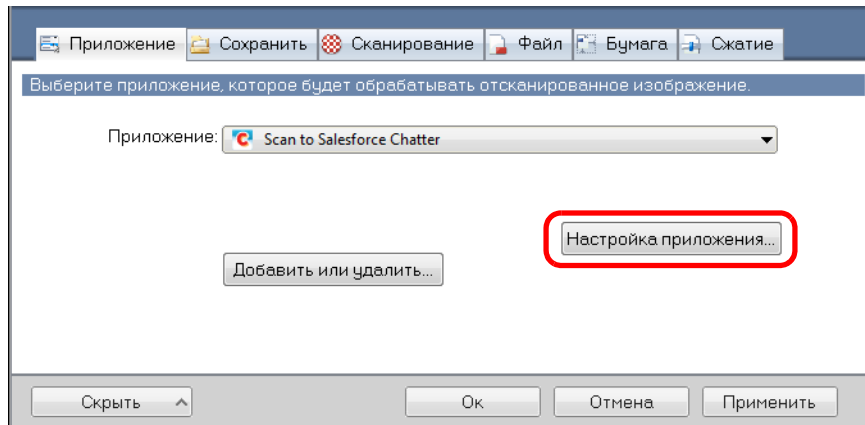 Приложение Сохранить Сканирование Файл Бумага Сжатие
Выберите приложение, которое будет обрабатывать отсканированное изображение.
Приложение: Scan to Salesforce Chatter
Настройка приложения...
Добавить или удалить...
Скрыть Ок Отмена Применить